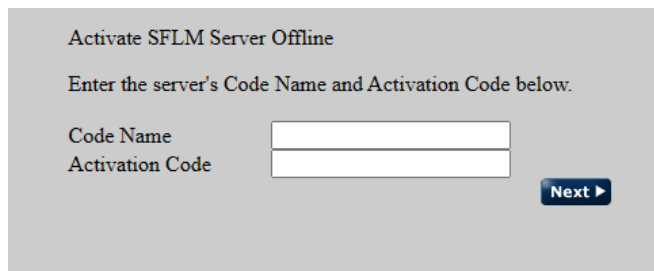 Activate SFLM Server Offline
Enter the server's Code Name and Activation Code below.
Code Name
Activation Code
Next